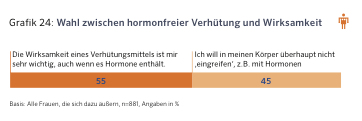 Grafik 24: Wahl zwischen hormonfreier Verhütung und Wirksamkeit
Die Wirksamkeit eines Verhütungsmittels ist mir
sehr wichtig, auch wenn es Hormone enthält.
Ich will in meinen Körper überhaupt nicht
‚eingreifen‘, z.B. mit Hormonen
55
45
Basis: Alle Frauen, die sich dazu äußern, n=881, Angaben in %